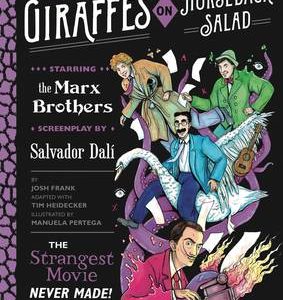 GIRAFFES
ON HORSEBACK
SALAD
STARRING
the Marx
Brothers
SCREENPLAY BY
Salvador Dalí
BY
JOSH FRANK
ADAPTED WITH
TIM HEIDECKER
ILLUSTRATED BY
MANUELA PERTEGA
THE
Strangest
Movie
NEVER MADE!